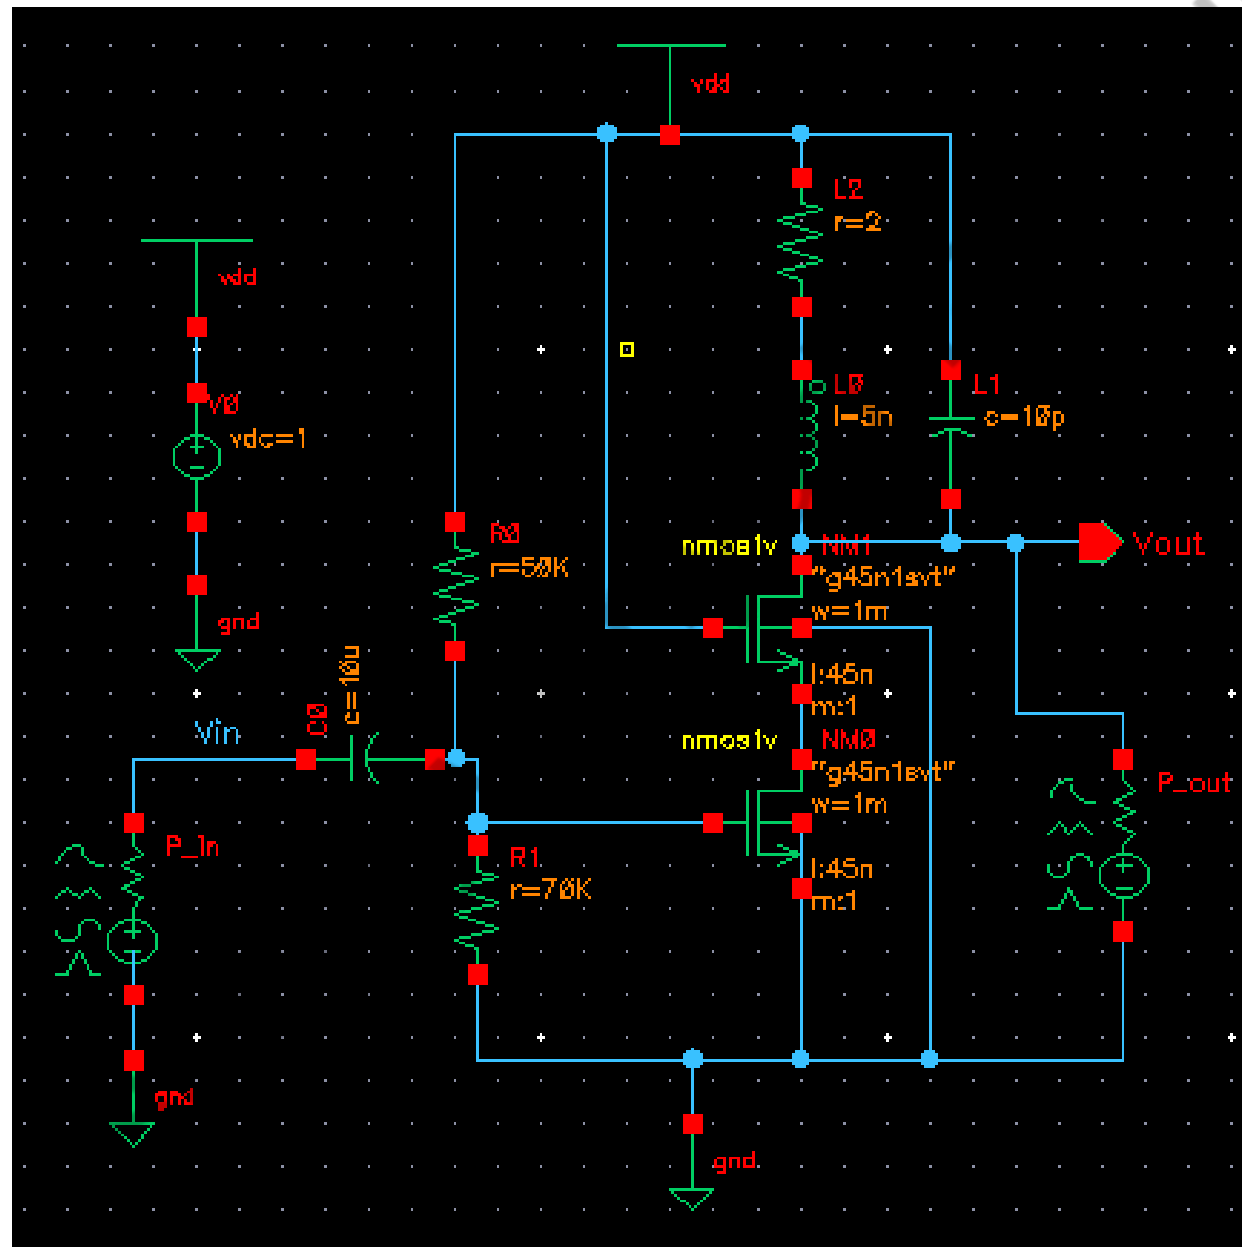 vdd
L2
r=2
vdd
V0
vdc=1
L0
l=5n
L1
c=10p
R0
r=50K
nmos1v
NM1
"g45n1svt"
w=1m
Vout
gnd
l:45n
m:1
c=10u
C0
Vin
nmos1v
NM0
"g45n1svt"
w=1m
P_out
P_In
R1
r=70K
l:45n
m:1
gnd
gnd